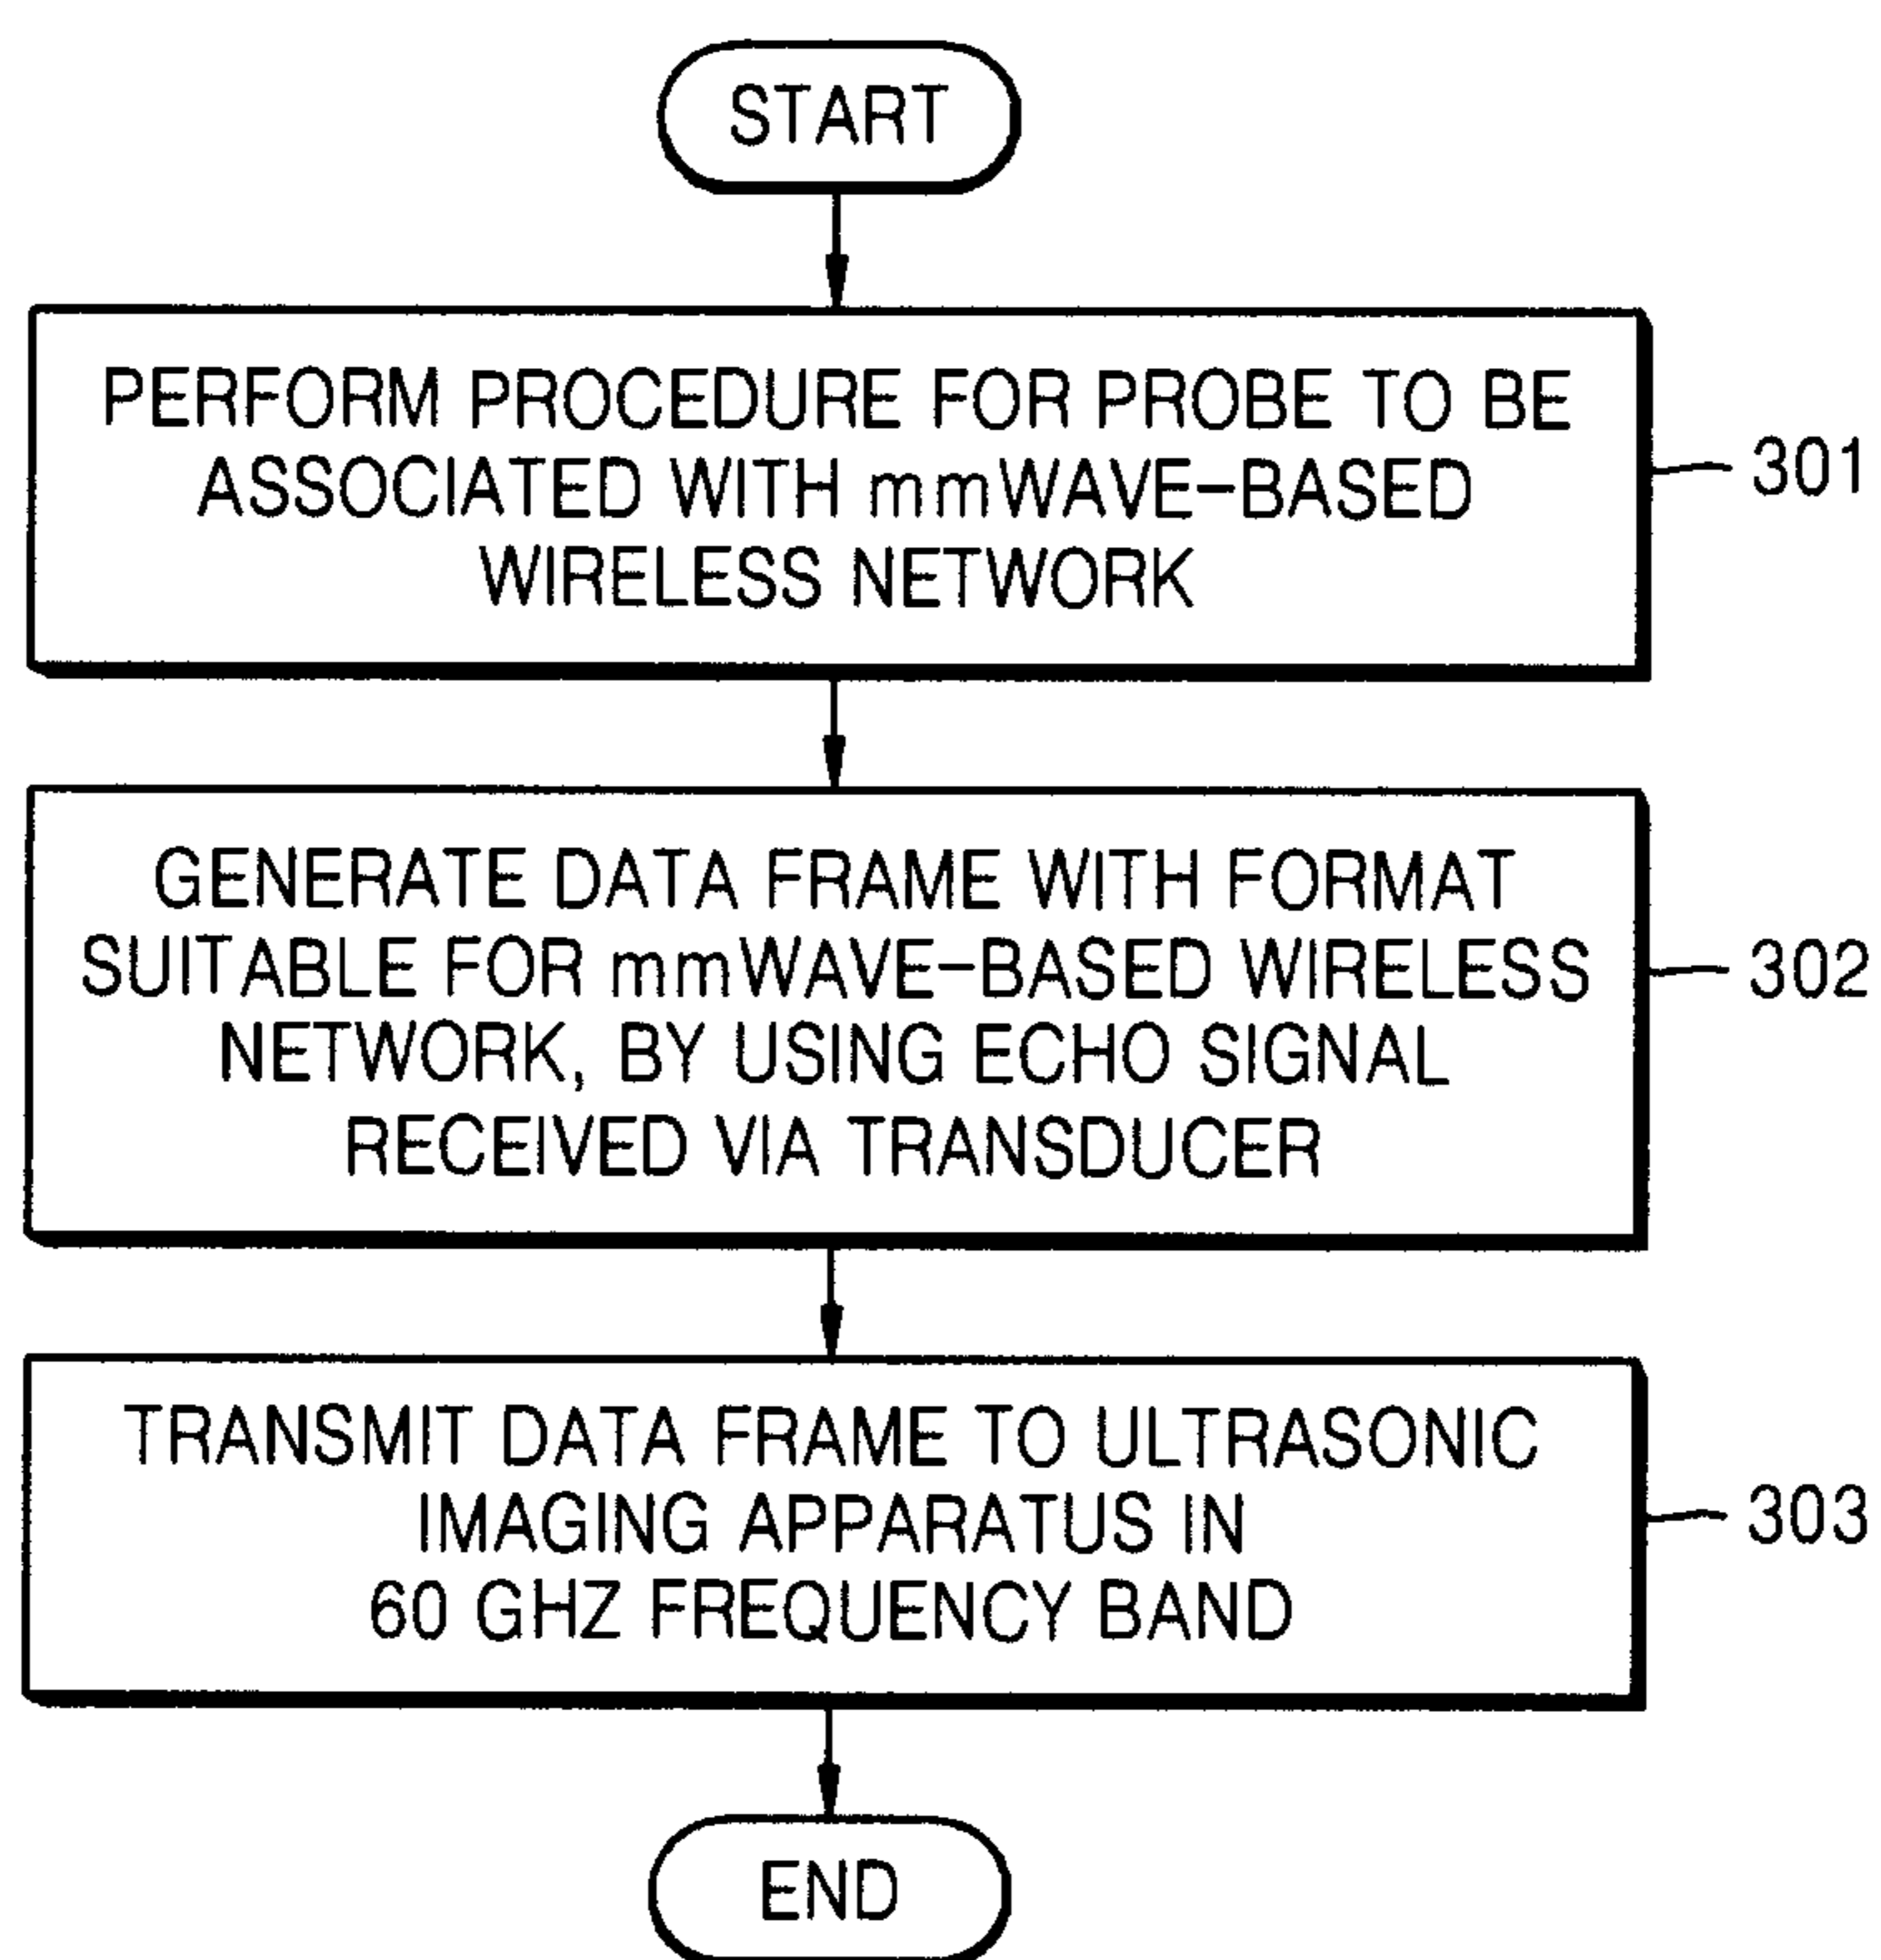 START
PERFORM PROCEDURE FOR PROBE TO BE
ASSOCIATED WITH mmWAVE-BASED
WIRELESS NETWORK
301
GENERATE DATA FRAME WITH FORMAT
SUITABLE FOR mmWAVE-BASED WIRELESS
NETWORK, BY USING ECHO SIGNAL
RECEIVED VIA TRANSDUCER
302
TRANSMIT DATA FRAME TO ULTRASONIC
IMAGING APPARATUS IN
60 GHZ FREQUENCY BAND
303
END